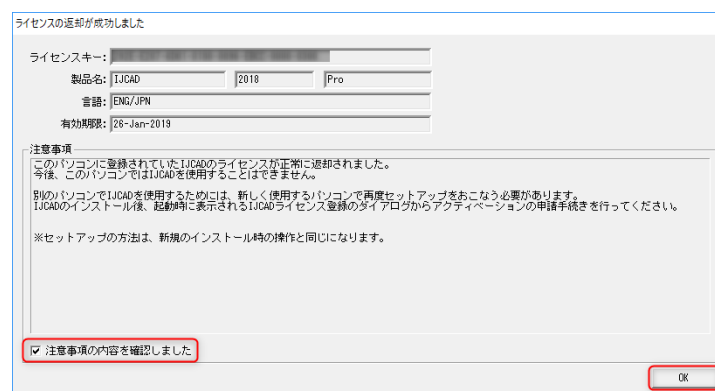 ライセンスの返却が成功しました
ライセンスキー:
製品名: IJCAD 2018 Pro
言語: ENG/JPN
有効期限: 26-Jan-2019
注意事項
このパソコンに登録されていたIJCADのライセンスが正常に返却されました。
今後、このパソコンではIJCADを使用することはできません。
別のパソコンでIJCADを使用するためには、新しく使用するパソコンで再度セットアップをおこなう必要があります。
IJCADのインストール後、起動時に表示されるIJCADライセンス登録のダイアログからアクティベーションの申請手続きを行ってください。
※セットアップの方法は、新規のインストール時の操作と同じになります。
注意事項の内容を確認しました
OK